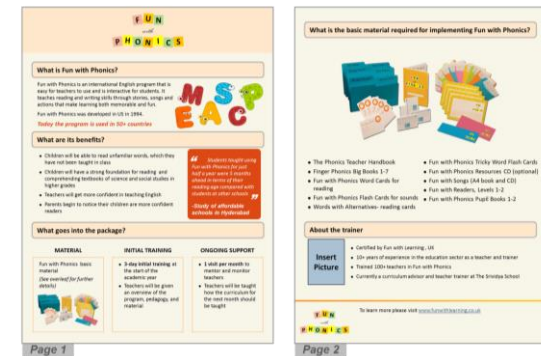 FUN
with
PHONICS
What is Fun with Phonics?
Fun with Phonics is an international English program that is
easy for teachers to use and is interactive for students. It
teaches reading and writing skills through stories, songs and
actions that make learning both memorable and fun.
Fun with Phonics was developed in US in 1994.
Today the program is used in 50+ countries
MSP
EAC
What are its benefits?
Children will be able to read unfamiliar words, which they
have not been taught in class
Children will have a strong foundation for reading and
comprehending textbooks of science and social studies in
higher grades
Teachers will get more confident in teaching English
Parents begin to notice their children are more confident
readers
Students taught using
Fun with Phonics for just
half a year were 5 months
ahead in terms of their
reading age compared with
students at other schools
-Study of affordable
schools in Hyderabad
What goes into the package?
MATERIAL
Fun with Phonics basic
material
(See overleaf for further
details)
INITIAL TRAINING
3-day initial training at
the start of the
academic year
Teachers will be given
an overview of the
program, pedagogy, and
material
ONGOING SUPPORT
1 visit per month to
monitor and mentor
teachers
Teachers will be taught
how the curriculum for
the next month should
be taught
Page 1
What is the basic material required for implementing Fun with Phonics?
The Phonics Teacher Handbook
Finger Phonics Big Books 1-7
Fun with Phonics Word Cards for
reading
Fun with Phonics Flash Cards for sounds
Words with Alternatives- reading cards
Fun with Phonics Tricky Word Flash Cards
Fun with Phonics Resources CD (optional)
Fun with Songs (A4 book and CD)
Fun with Readers, Levels 1-2
Fun with Phonics Pupil Books 1-2
About the trainer
Insert
Picture
Certified by Fun with Learning , UK
10+ years of experience in the education sector as a teacher and trainer
Trained 100+ teachers in Fun with Phonics
Currently a curriculum advisor and teacher trainer at The Srividya School
FUN
with
PHONICS
To learn more please visit www.funwithlearning.co.uk
Page 2